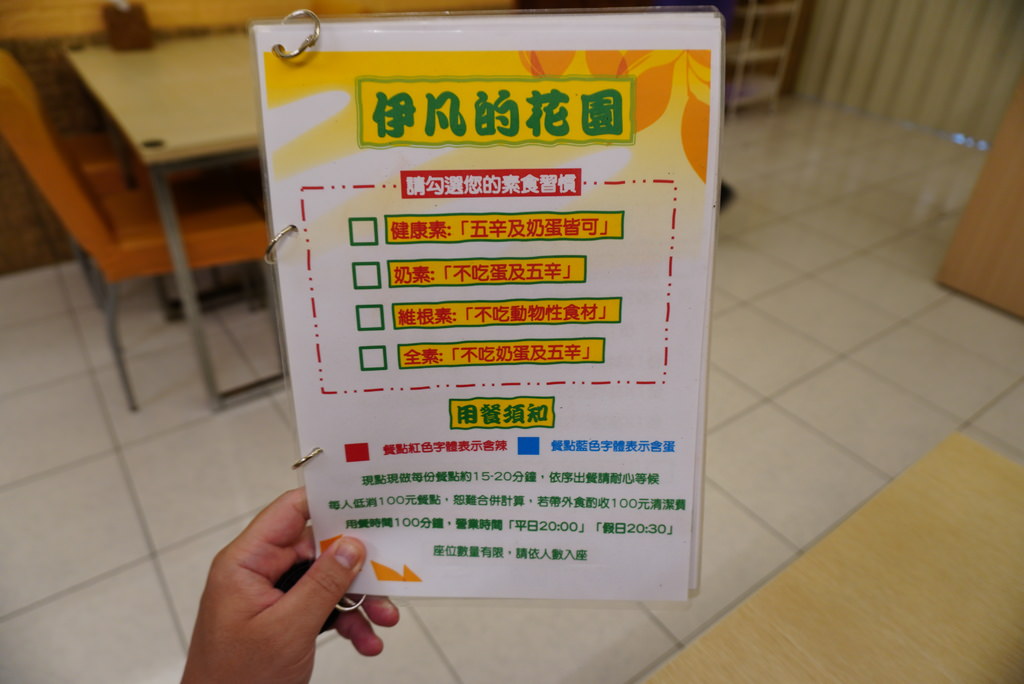 伊凡的花園
請勾選您的素食習慣
健康素:「五辛及奶蛋皆可」
奶素:「不吃蛋及五辛」
維根素:「不吃動物性食材」
全素:「不吃奶蛋及五辛」
用餐須知
餐點紅色字體表示含辣 餐點藍色字體表示含蛋
現點現做每份餐點約15-20分鐘，依序出餐請耐心等候
每人低消100元餐點，恕難合併計算，若帶外食酌收100元清潔費
用餐時間100分鐘，營業時間「平日20:00」「假日20:30」
座位數量有限，請依人數入座